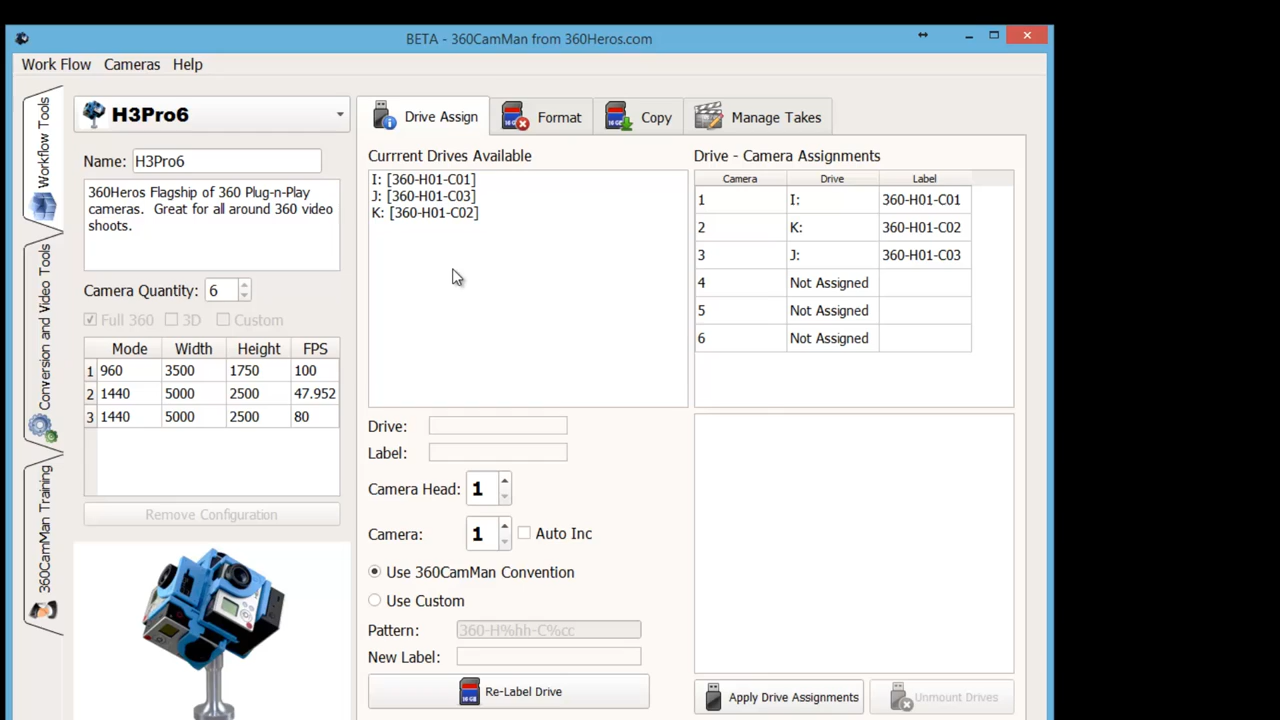 BETA - 360CamMan from 360Heros.com
Work Flow Cameras Help
Workflow Tools
Conversion and Video Tools
360CamMan Training
H3Pro6
Name: H3Pro6
360Heros Flagship of 360 Plug-n-Play
cameras. Great for all around 360 video
shoots.
Camera Quantity: 6
Full 360 3D Custom
Mode Width Height FPS
1 960 3500 1750 100
2 1440 5000 2500 47.952
3 1440 5000 2500 80
Remove Configuration
Drive Assign Format Copy Manage Takes
Currrent Drives Available
I: [360-H01-C01]
J: [360-H01-C03]
K: [360-H01-C02]
Drive:
Label:
Camera Head: 1
Camera: 1 Auto Inc
Use 360CamMan Convention
Use Custom
Pattern: 360-H%hh-C%cc
New Label:
Re-Label Drive
Drive - Camera Assignments
Camera Drive Label
1 I: 360-H01-C01
2 K: 360-H01-C02
3 J: 360-H01-C03
4 Not Assigned
5 Not Assigned
6 Not Assigned
Apply Drive Assignments Unmount Drives